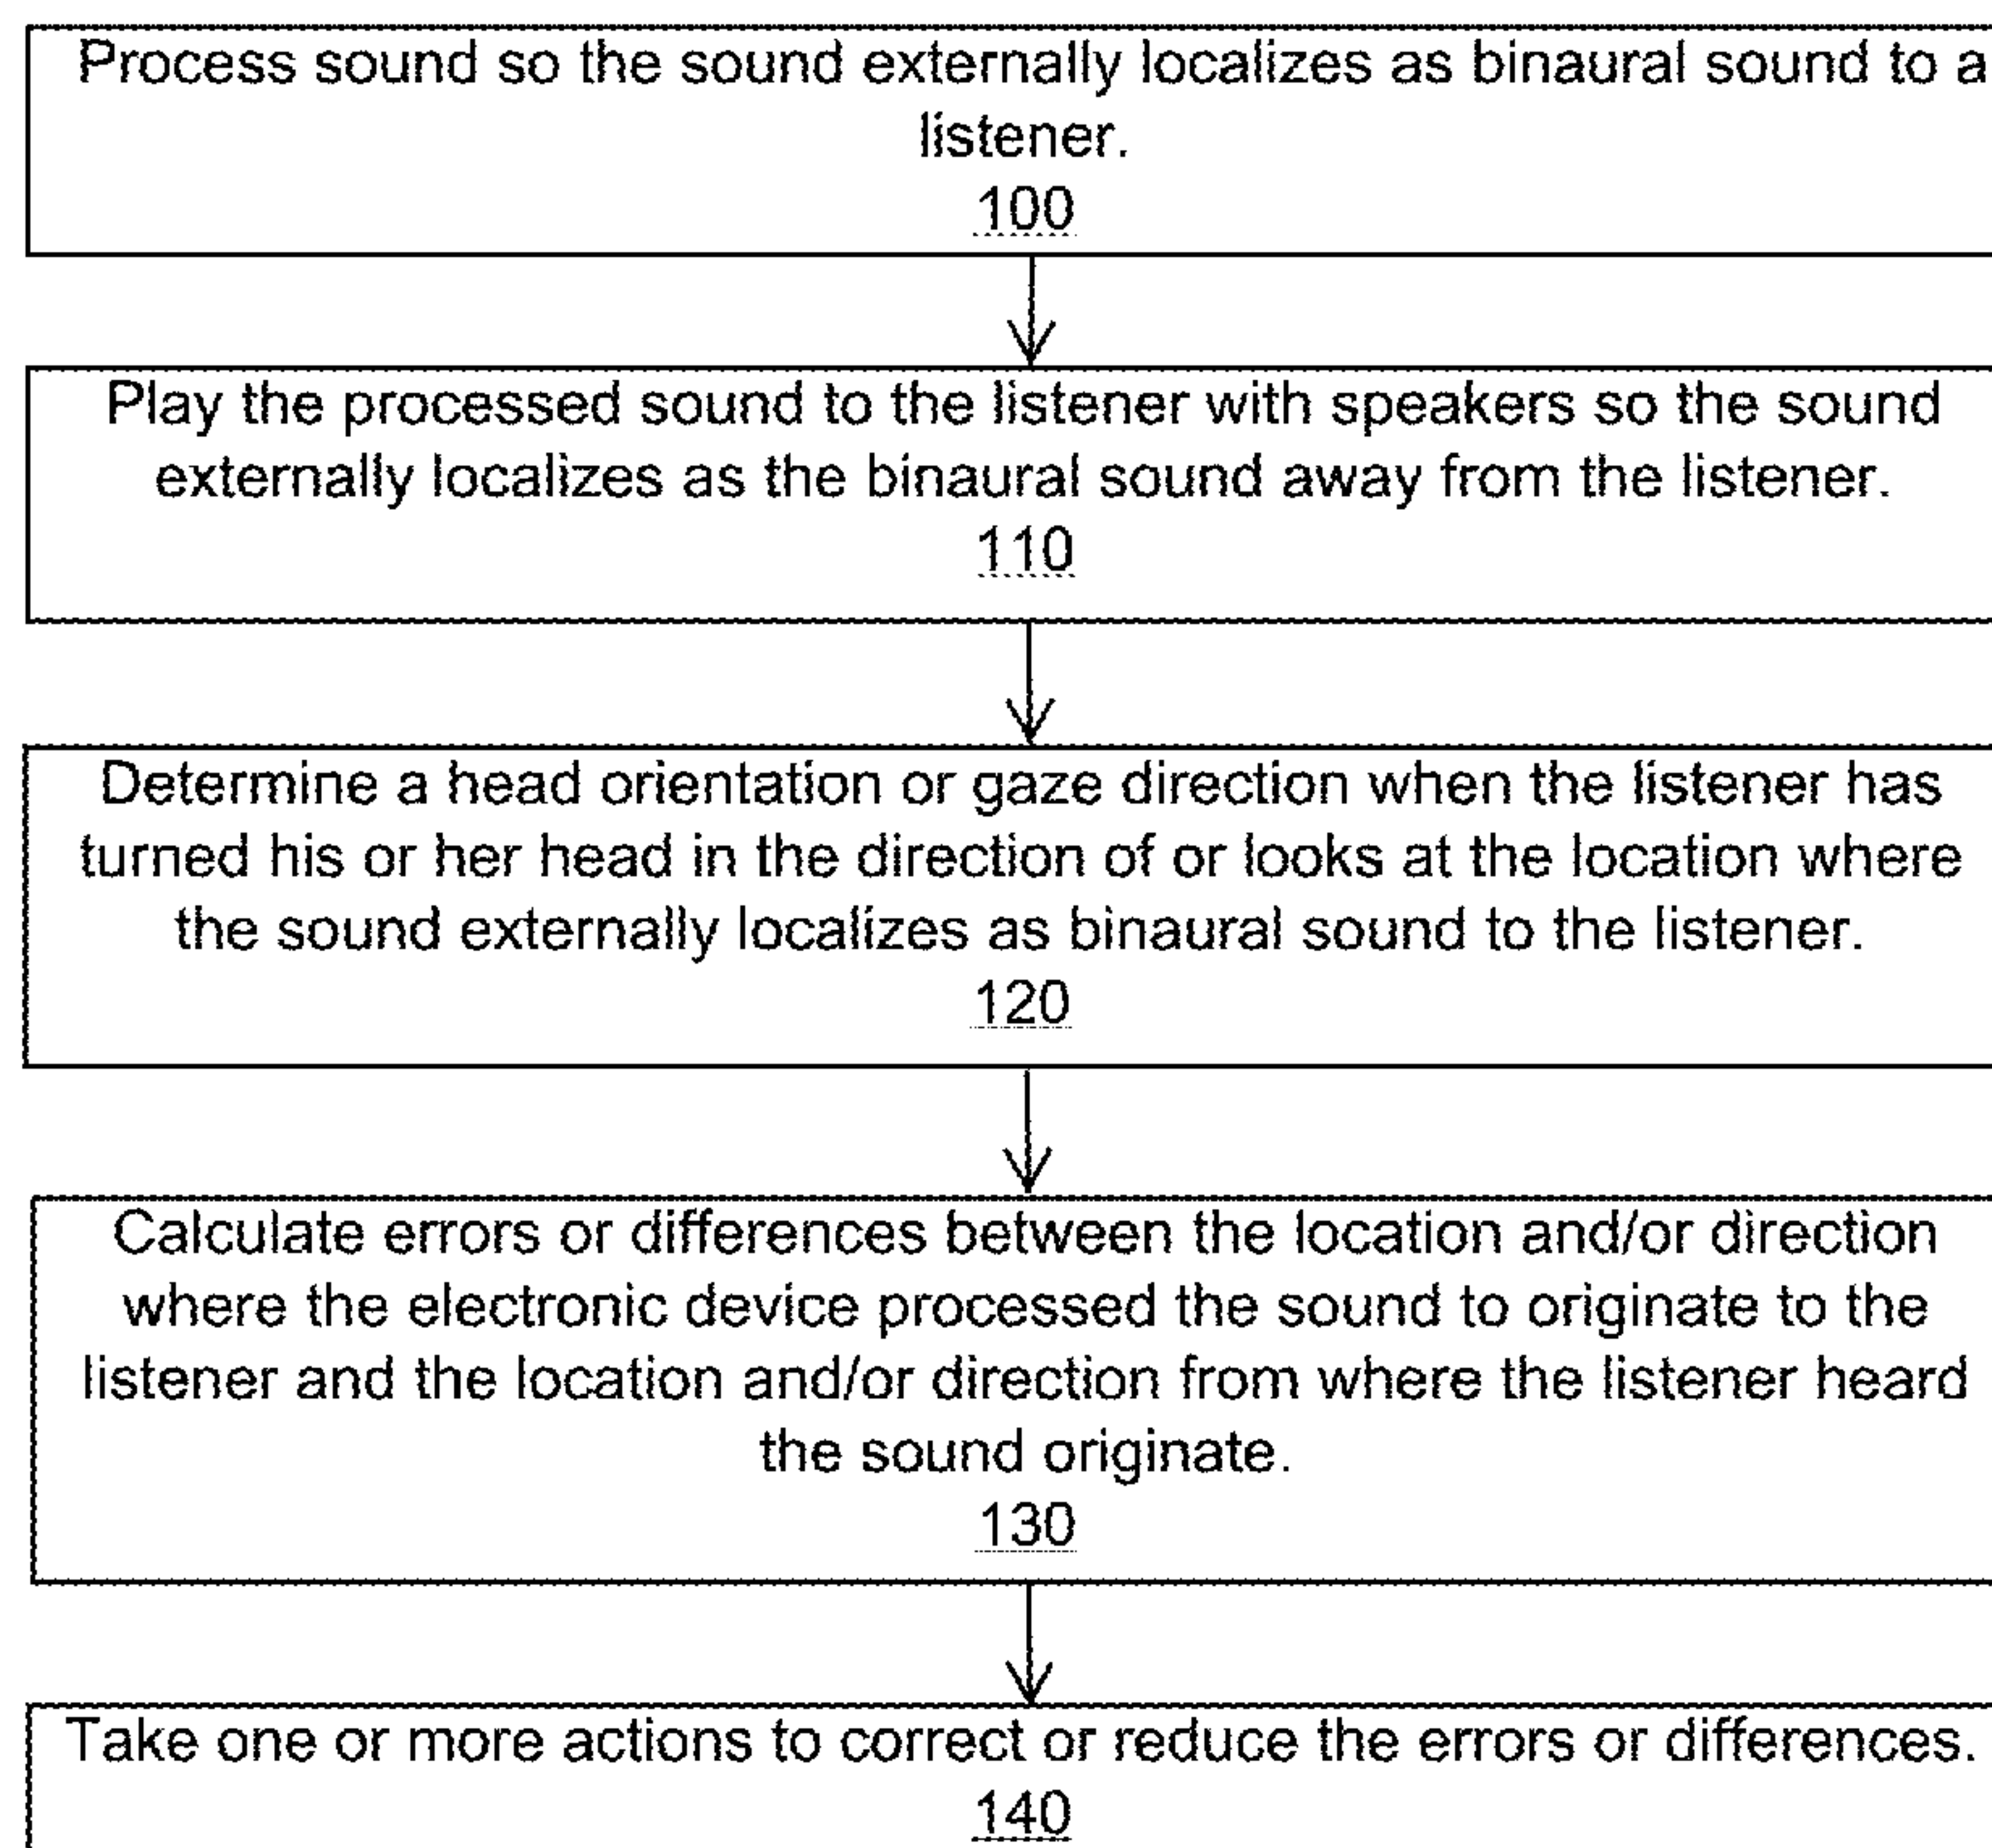 Process sound so the sound externally localizes as binaural sound to a
listener.
100
Play the processed sound to the listener with speakers so the sound
externally localizes as the binaural sound away from the listener.
110
Determine a head orientation or gaze direction when the listener has
turned his or her head in the direction of or looks at the location where
the sound externally localizes as binaural sound to the listener.
120
Calculate errors or differences between the location and/or direction
where the electronic device processed the sound to originate to the
listener and the location and/or direction from where the listener heard
the sound originate.
130
Take one or more actions to correct or reduce the errors or differences.
140